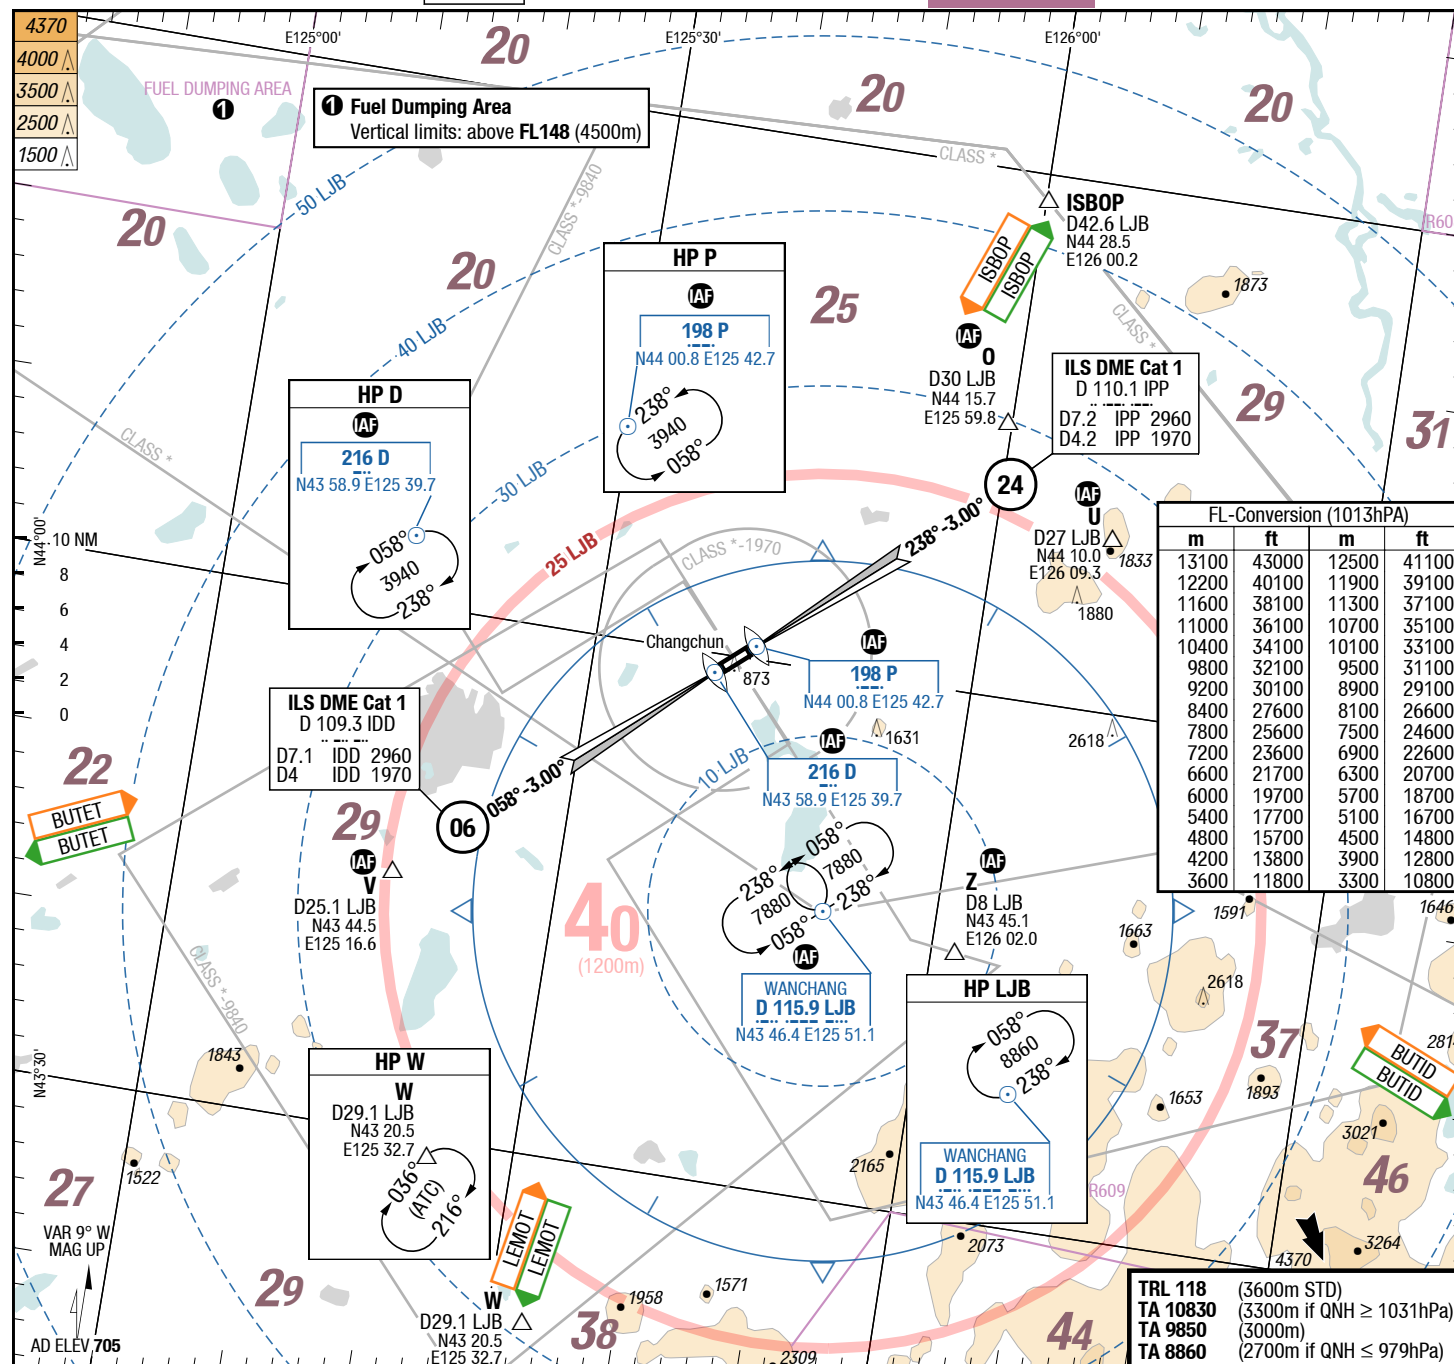 4370
4000
3500
2500
1500
E125°00'
E125°30'
E126°00'
20
20
20
FUEL DUMPING AREA
1
1 Fuel Dumping Area
Vertical limits: above FL148 (4500m)
CLASS *
CLASS *-9840
50 LJB
20
20
25
ISBOP
D42.6 LJB
N44 28.5
E126 00.2
ISBOP
ISBOP
R60
1873
CLASS *
HP P
IAF
198 P
N44 00.8 E125 42.7
238°
3940
058°
40 LJB
IAF
O
D30 LJB
N44 15.7
E125 59.8
ILS DME Cat 1
D 110.1 IPP
D7.2 IPP 2960
D4.2 IPP 1970
29
31
HP D
IAF
216 D
N43 58.9 E125 39.7
058°
3940
238°
CLASS *
30 LJB
24
238°-3.00°
IAF
U
D27 LJB
N44 10.0
E126 09.3
1833
1880
25 LJB
CLASS *-1970
N44°00'
10 NM
8
6
4
2
0
FL-Conversion (1013hPA)
m ft m ft
13100 43000 12500 41100
12200 40100 11900 39100
11600 38100 11300 37100
11000 36100 10700 35100
10400 34100 10100 33100
9800 32100 9500 31100
9200 30100 8900 29100
8400 27600 8100 26600
7800 25600 7500 24600
7200 23600 6900 22600
6600 21700 6300 20700
6000 19700 5700 18700
5400 17700 5100 16700
4800 15700 4500 14800
4200 13800 3900 12800
3600 11800 3300 10800
Changchun
873
IAF
198 P
N44 00.8 E125 42.7
1631
2618
ILS DME Cat 1
D 109.3 IDD
D7.1 IDD 2960
D4 IDD 1970
10 LJB
IAF
216 D
N43 58.9 E125 39.7
22
BUTET
BUTET
29
06
058°-3.00°
IAF
V
D25.1 LJB
N43 44.5
E125 16.6
058°
7880
238°
238°
7880
058°
IAF
Z
D8 LJB
N43 45.1
E126 02.0
40
(1200m)
IAF
WANCHANG
D 115.9 LJB
N43 46.4 E125 51.1
1591
1646
1663
2618
CLASS *-9840
HP LJB
058°
8860
238°
WANCHANG
D 115.9 LJB
N43 46.4 E125 51.1
37
281
BUTID
BUTID
1893
1653
3021
46
N43°30'
1843
1522
HP W
W
D29.1 LJB
N43 20.5
E125 32.7
036°
(ATC)
216°
2165
R609
27
VAR 9° W
MAG UP
AD ELEV 705
29
LEMOT
LEMOT
W
D29.1 LJB
N43 20.5
E125 32.7
1958
1571
38
2309
2073
44
3264
4370
TRL 118 (3600m STD)
TA 10830 (3300m if QNH ≥ 1031hPa)
TA 9850 (3000m)
TA 8860 (2700m if QNH ≤ 979hPa)